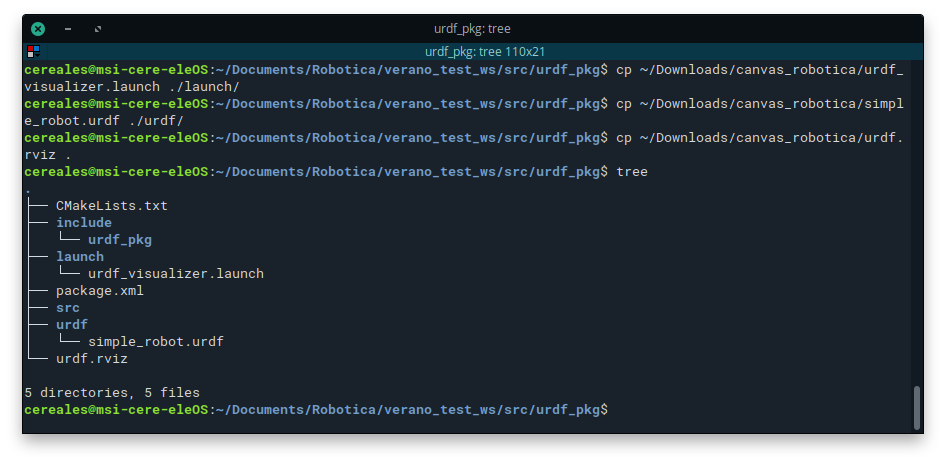 urdf_pkg: tree
urdf_pkg: tree 110x21
cereales@msi-cere-eleOS:~/Documents/Robotica/verano_test_ws/src/urdf_pkg$ cp ~/Downloads/canvas_robotica/urdf_
visualizer.launch ./launch/
cereales@msi-cere-eleOS:~/Documents/Robotica/verano_test_ws/src/urdf_pkg$ cp ~/Downloads/canvas_robotica/simpl
e_robot.urdf ./urdf/
cereales@msi-cere-eleOS:~/Documents/Robotica/verano_test_ws/src/urdf_pkg$ cp ~/Downloads/canvas_robotica/urdf.
rviz .
cereales@msi-cere-eleOS:~/Documents/Robotica/verano_test_ws/src/urdf_pkg$ tree
.
├── CMakeLists.txt
├── include
│   └── urdf_pkg
├── launch
│   └── urdf_visualizer.launch
├── package.xml
├── src
├── urdf
│   └── simple_robot.urdf
└── urdf.rviz
5 directories, 5 files
cereales@msi-cere-eleOS:~/Documents/Robotica/verano_test_ws/src/urdf_pkg$